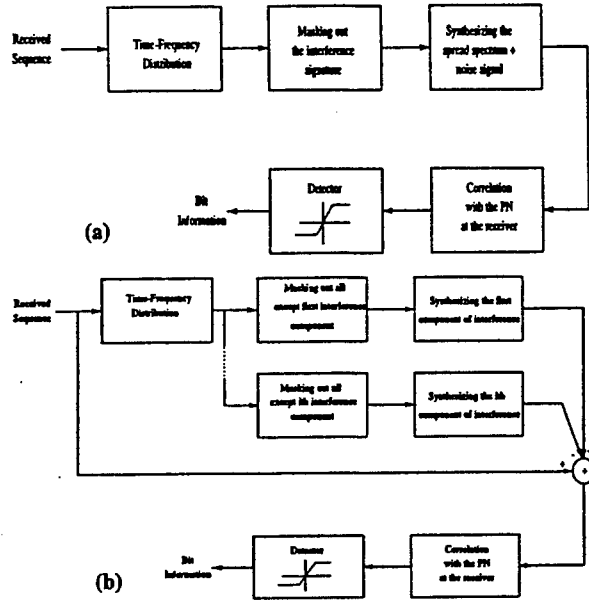 Received
Sequence
Time-Frequency
Distribution
Masking out
the interference
signature
Synthesizing the
spread spectrum +
noise signal
Bit
Information
Detector
Correlation
with the PN
at the receiver
(a)
Received
Sequence
Time-Frequency
Distribution
Masking out all
except first interference
component
Synthesizing the first
component of interference
Masking out all
except ith interference
component
Synthesizing the ith
component of interference
+ -
+
Bit
Information
Detector
Correlation
with the PN
at the receiver
(b)